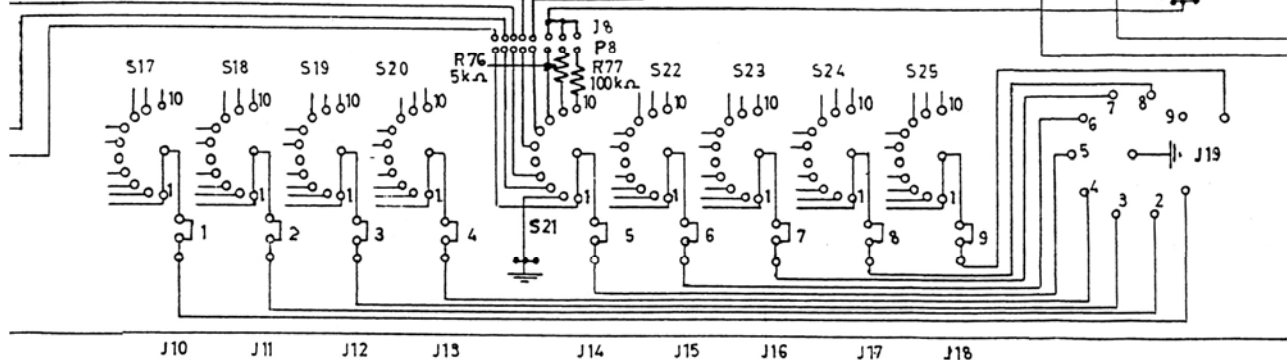 J8
P8
R76 R77
5kΩ 100kΩ
S17 S18 S19 S20 S22 S23 S24 S25
10 10 10 10 10 10 10 10 10
7 8
6 9
5 J19
1 1 1 1 1 1 1 1 1
4 3 2
S21
1 2 3 4 5 6 7 8 9
J10 J11 J12 J13 J14 J15 J16 J17 J18